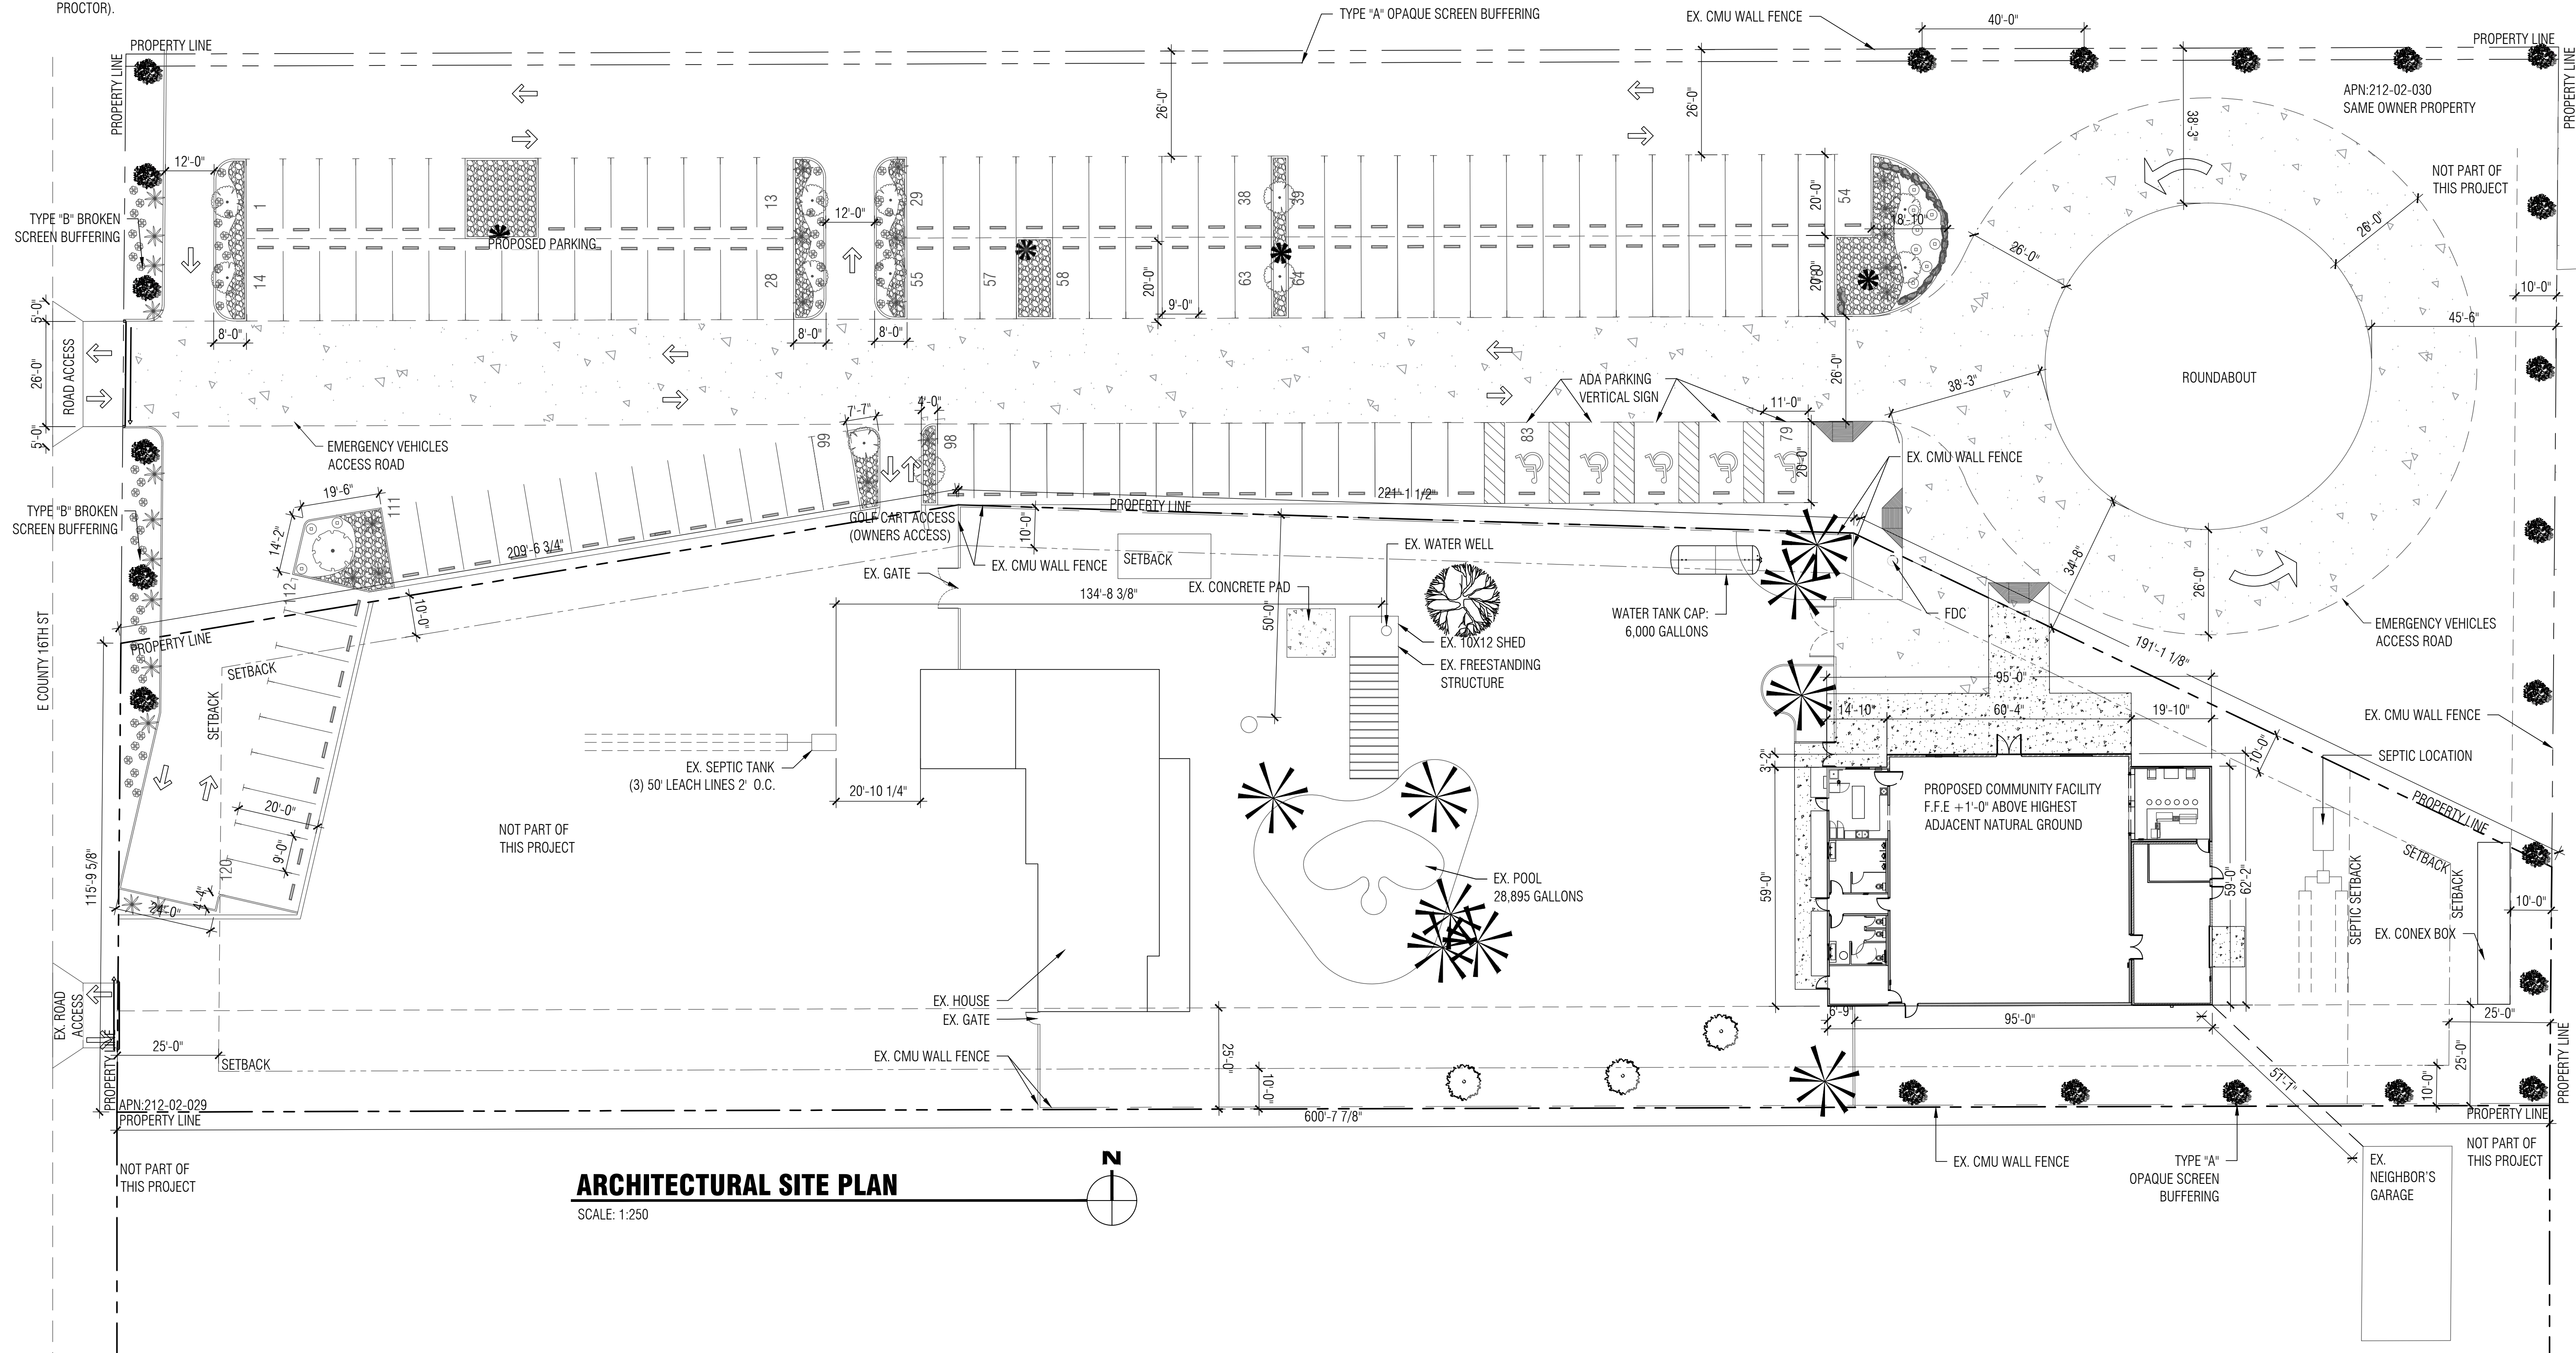 PROCTOR).
TYPE "A" OPAQUE SCREEN BUFFERING
EX. CMU WALL FENCE
40'-0"
PROPERTY LINE
PROPERTY LINE
PROPERTY LINE
PROPERTY LINE
26'-0"
26'-0"
38'-3"
APN:212-02-030
SAME OWNER PROPERTY
NOT PART OF
THIS PROJECT
12'-0"
TYPE "B" BROKEN
SCREEN BUFFERING
1
13
12'-0"
29
38
39
20'-0"
54
18'-10"
26'-0"
26'-0"
PROPOSED PARKING
14
28
55
57
58
20'-0"
9'-0"
63
64
10'-0"
45'-6"
5'-0"
26'-0"
5'-0"
ROAD ACCESS
8'-0"
8'-0"
8'-0"
26'-0"
38'-3"
ROUNDABOUT
ADA PARKING
VERTICAL SIGN
11'-0"
7'-7"
4'-0"
99
98
83
79
20'-0"
EMERGENCY VEHICLES
ACCESS ROAD
EX. CMU WALL FENCE
19'-6"
111
14'-2"
112
TYPE "B" BROKEN
SCREEN BUFFERING
209'-6 3/4"
GOLF CART ACCESS
(OWNERS ACCESS)
221'-1 1/2"
PROPERTY LINE
10'-0"
10'-0"
EX. GATE
EX. CMU WALL FENCE
SETBACK
EX. WATER WELL
EX. CONCRETE PAD
134'-8 3/8"
50'-0"
WATER TANK CAP:
6,000 GALLONS
FDC
34'-8"
26'-0"
EMERGENCY VEHICLES
ACCESS ROAD
EX. 10X12 SHED
EX. FREESTANDING
STRUCTURE
E COUNTY 16TH ST
PROPERTY LINE
SETBACK
SETBACK
191'-1 1/8"
95'-0"
14'-10"
60'-4"
19'-10"
EX. CMU WALL FENCE
10'-0"
SEPTIC LOCATION
3'-2"
EX. SEPTIC TANK
(3) 50' LEACH LINES 2' O.C.
20'-10 1/4"
PROPOSED COMMUNITY FACILITY
F.F.E +1'-0" ABOVE HIGHEST
ADJACENT NATURAL GROUND
PROPERTY LINE
SETBACK
20'-0"
9'-0"
120
4'-4"
24'-0"
115'-9 5/8"
NOT PART OF
THIS PROJECT
EX. POOL
28,895 GALLONS
59'-0"
59'-0"
62'-2"
SEPTIC SETBACK
SETBACK
10'-0"
EX. CONEX BOX
EX. ROAD
ACCESS
PROPERTY LINE
25'-0"
SETBACK
EX. HOUSE
EX. GATE
EX. CMU WALL FENCE
25'-0"
10'-0"
6'-9"
95'-0"
51'-1"
25'-0"
25'-0"
10'-0"
PROPERTY LINE
APN:212-02-029
PROPERTY LINE
600'-7 7/8"
PROPERTY LINE
NOT PART OF
THIS PROJECT
N
ARCHITECTURAL SITE PLAN
SCALE: 1:250
EX. CMU WALL FENCE
TYPE "A"
OPAQUE SCREEN
BUFFERING
EX.
NEIGHBOR'S
GARAGE
NOT PART OF
THIS PROJECT